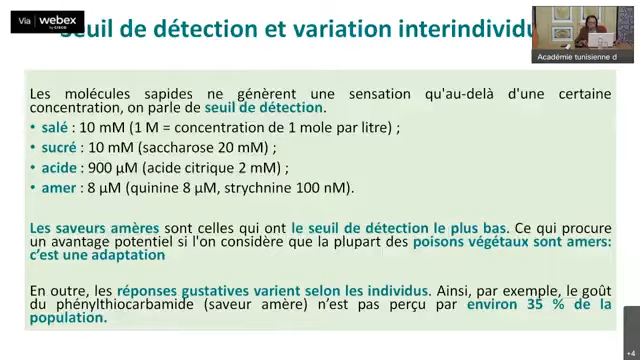 Via webex
by CISCO
Seuil de détection et variation interindividu
Académie tunisienne d
Les molécules sapides ne génèrent une sensation qu'au-delà d'une certaine
concentration, on parle de seuil de détection.
• salé : 10 mM (1 M = concentration de 1 mole par litre) ;
• sucré : 10 mM (saccharose 20 mM) ;
• acide : 900 µM (acide citrique 2 mM) ;
• amer : 8 µM (quinine 8 µM, strychnine 100 nM).
Les saveurs amères sont celles qui ont le seuil de détection le plus bas. Ce qui procure
un avantage potentiel si l'on considère que la plupart des poisons végétaux sont amers:
c'est une adaptation
En outre, les réponses gustatives varient selon les individus. Ainsi, par exemple, le goût
du phénylthiocarbamide (saveur amère) n'est pas perçu par environ 35 % de la
population.
+4